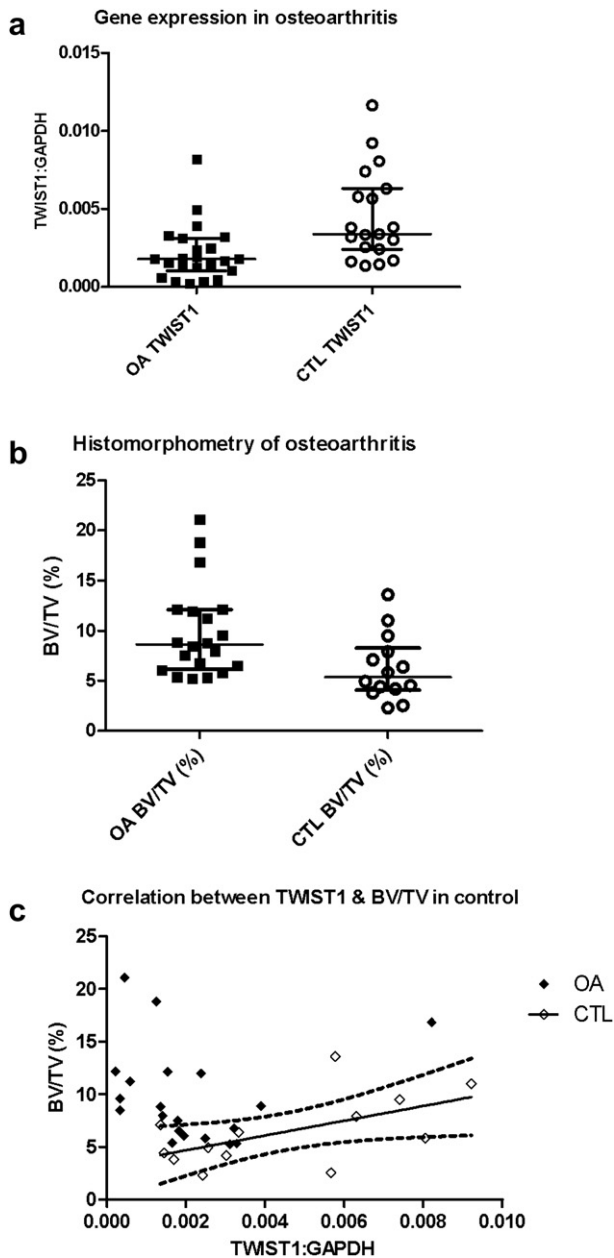 a
Gene expression in osteoarthritis
TWIST1:GAPDH
0.015
0.010
0.005
0.000
OA TWIST1
CTL TWIST1
b
Histomorphometry of osteoarthritis
BV/TV (%)
25
20
15
10
5
0
OA BV/TV (%)
CTL BV/TV (%)
c
Correlation between TWIST1 & BV/TV in control
BV/TV (%)
25
20
15
10
5
0
0.000
0.002
0.004
0.006
0.008
0.010
TWIST1:GAPDH
OA
CTL